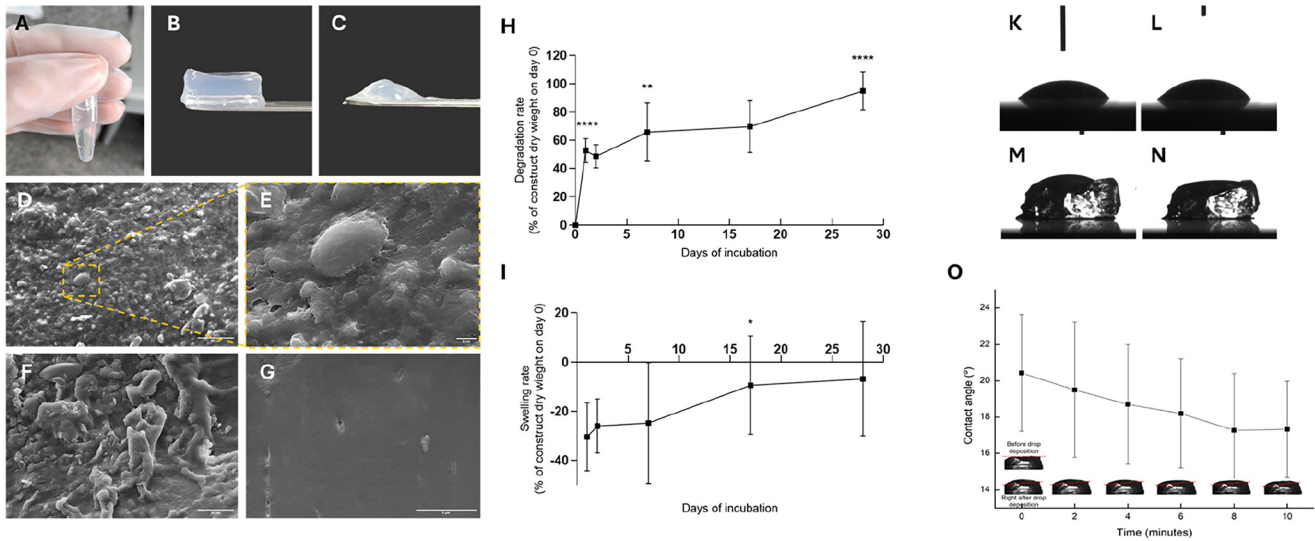 A
B
C
D
E
F
G
H
Degradation rate
(% of construct dry wieght on day 0)
120
100
80
60
40
20
0
****
**
****
0
5
10
15
20
25
30
Days of incubation
I
Swelling rate
(% of construct dry wieght on day 0)
20
0
-20
-40
*
5
10
15
20
25
30
Days of incubation
K
L
M
N
O
Contact angle (º)
24
22
20
18
16
14
Before drop
deposition
Right after drop
deposition
0
2
4
6
8
10
Time (minutes)